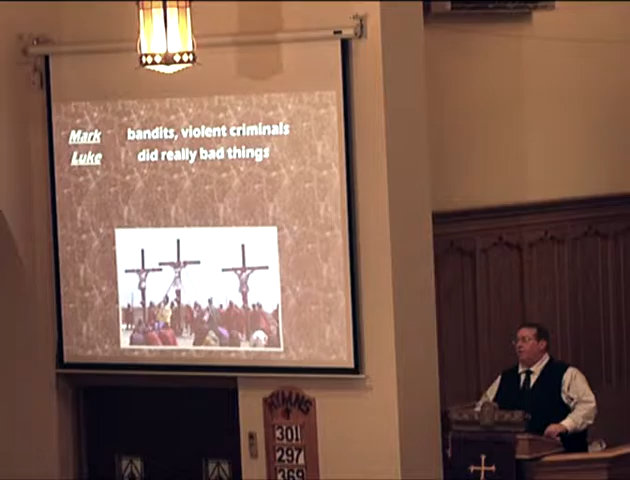 Mark bandits, violent criminals
Luke did really bad things
HYMNS
301
297
369